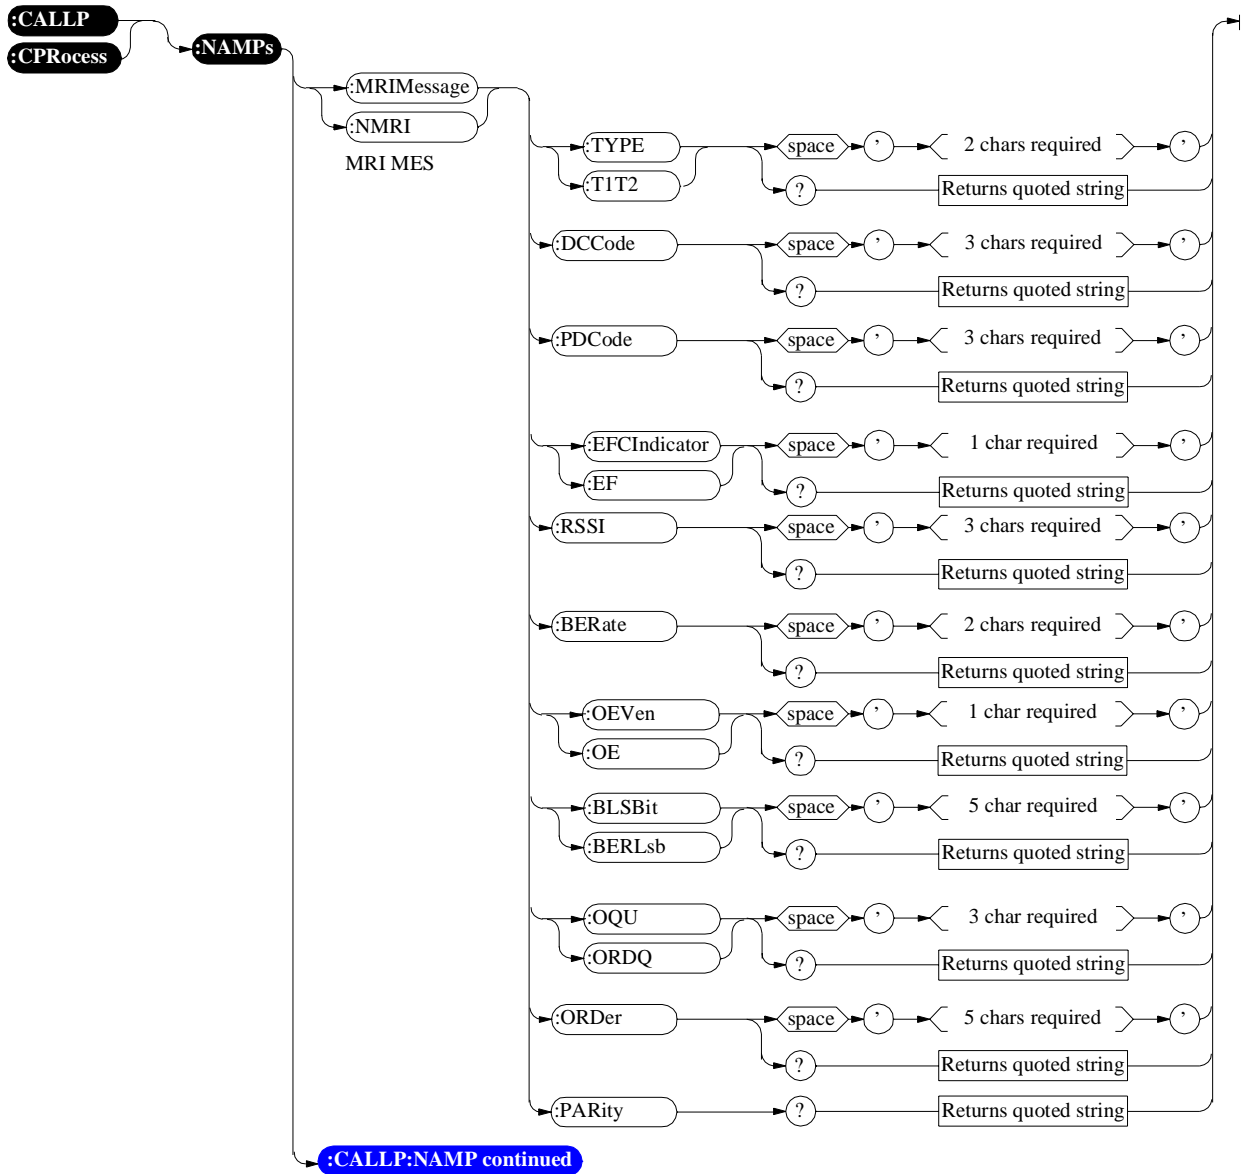 :CALLP
:CPRocess
:NAMPs
:MRIMessage
:NMRI
MRI MES
:TYPE space ’ 2 chars required ’
:T1T2 ? Returns quoted string
:DCCode space ’ 3 chars required ’
? Returns quoted string
:PDCode space ’ 3 chars required ’
? Returns quoted string
:EFCIndicator space ’ 1 char required ’
:EF ? Returns quoted string
:RSSI space ’ 3 chars required ’
? Returns quoted string
:BERate space ’ 2 chars required ’
? Returns quoted string
:OEVen space ’ 1 char required ’
:OE ? Returns quoted string
:BLSBit space ’ 5 char required ’
:BERLsb ? Returns quoted string
:OQU space ’ 3 char required ’
:ORDQ ? Returns quoted string
:ORDer space ’ 5 chars required ’
? Returns quoted string
:PARity ? Returns quoted string
:CALLP:NAMP continued